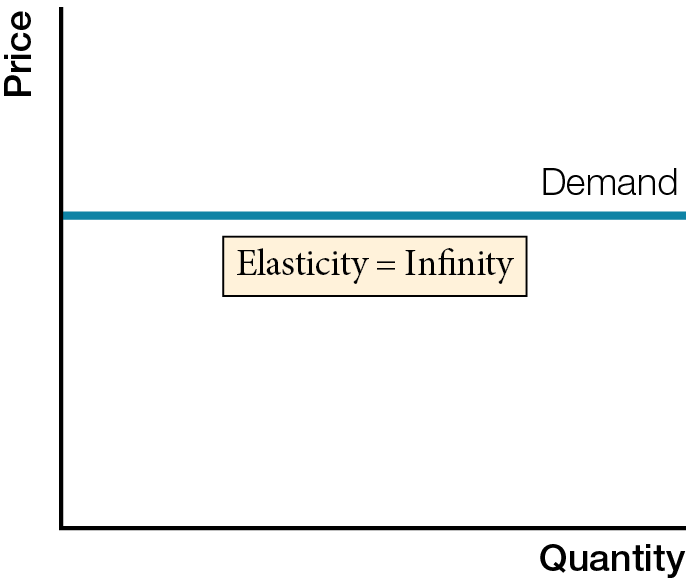 Price
Demand
Elasticity = Infinity
Quantity